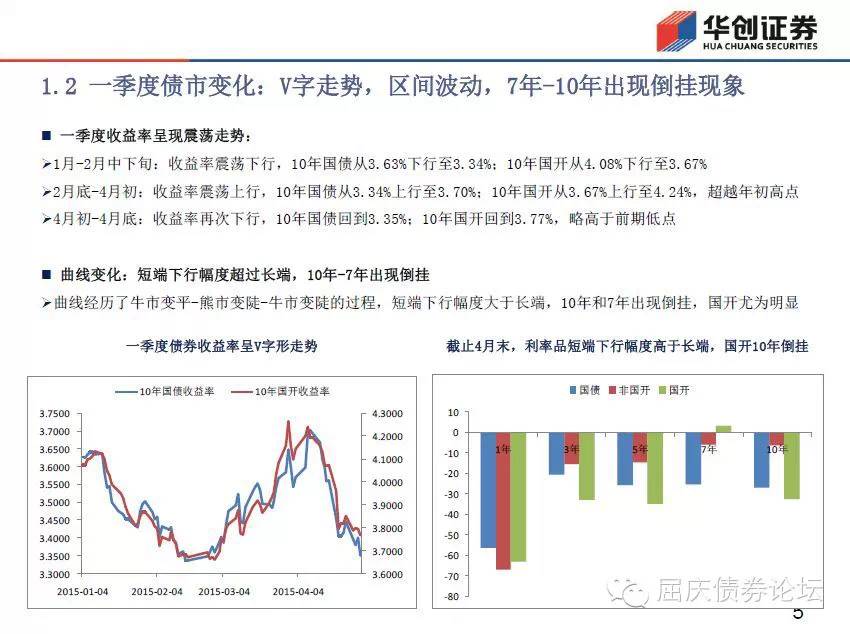 华创证券
HUA CHUANG SECURITIES
1.2 一季度债市变化：V字走势，区间波动，7年-10年出现倒挂现象
■ 一季度收益率呈现震荡走势：
➢1月-2月中下旬：收益率震荡下行，10年国债从3.63%下行至3.34%；10年国开从4.08%下行至3.67%
➢2月底-4月初：收益率震荡上行，10年国债从3.34%上行至3.70%；10年国开从3.67%上行至4.24%，超越年初高点
➢4月初-4月底：收益率再次下行，10年国债回到3.35%；10年国开回到3.77%，略高于前期低点
■ 曲线变化：短端下行幅度超过长端，10年-7年出现倒挂
➢曲线经历了牛市变平-熊市变陡-牛市变陡的过程，短端下行幅度大于长端，10年和7年出现倒挂，国开尤为明显
一季度债券收益率呈V字形走势
10年国债收益率 10年国开收益率
3.7500
3.7000
3.6500
3.6000
3.5500
3.5000
3.4500
3.4000
3.3500
3.3000
4.3000
4.2000
4.1000
4.0000
3.9000
3.8000
3.7000
3.6000
2015-01-04 2015-02-04 2015-03-04 2015-04-04
截止4月末，利率品短端下行幅度高于长端，国开10年倒挂
国债 非国开 国开
10
0
-10
-20
-30
-40
-50
-60
-70
-80
1年 3年 5年 7年 10年
屈庆债券论坛
5